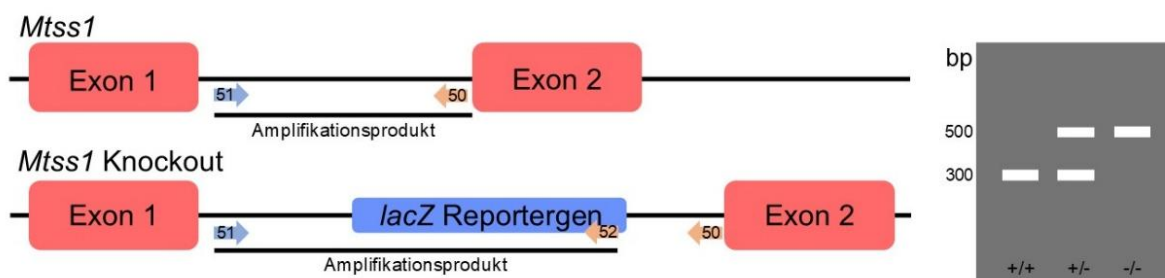 Mtss1
Exon 1
Exon 2
51
50
Amplifikationsprodukt
Mtss1 Knockout
Exon 1
lacZ Reportergen
Exon 2
51
52
50
Amplifikationsprodukt
bp
500
300
+/+ +/- -/-